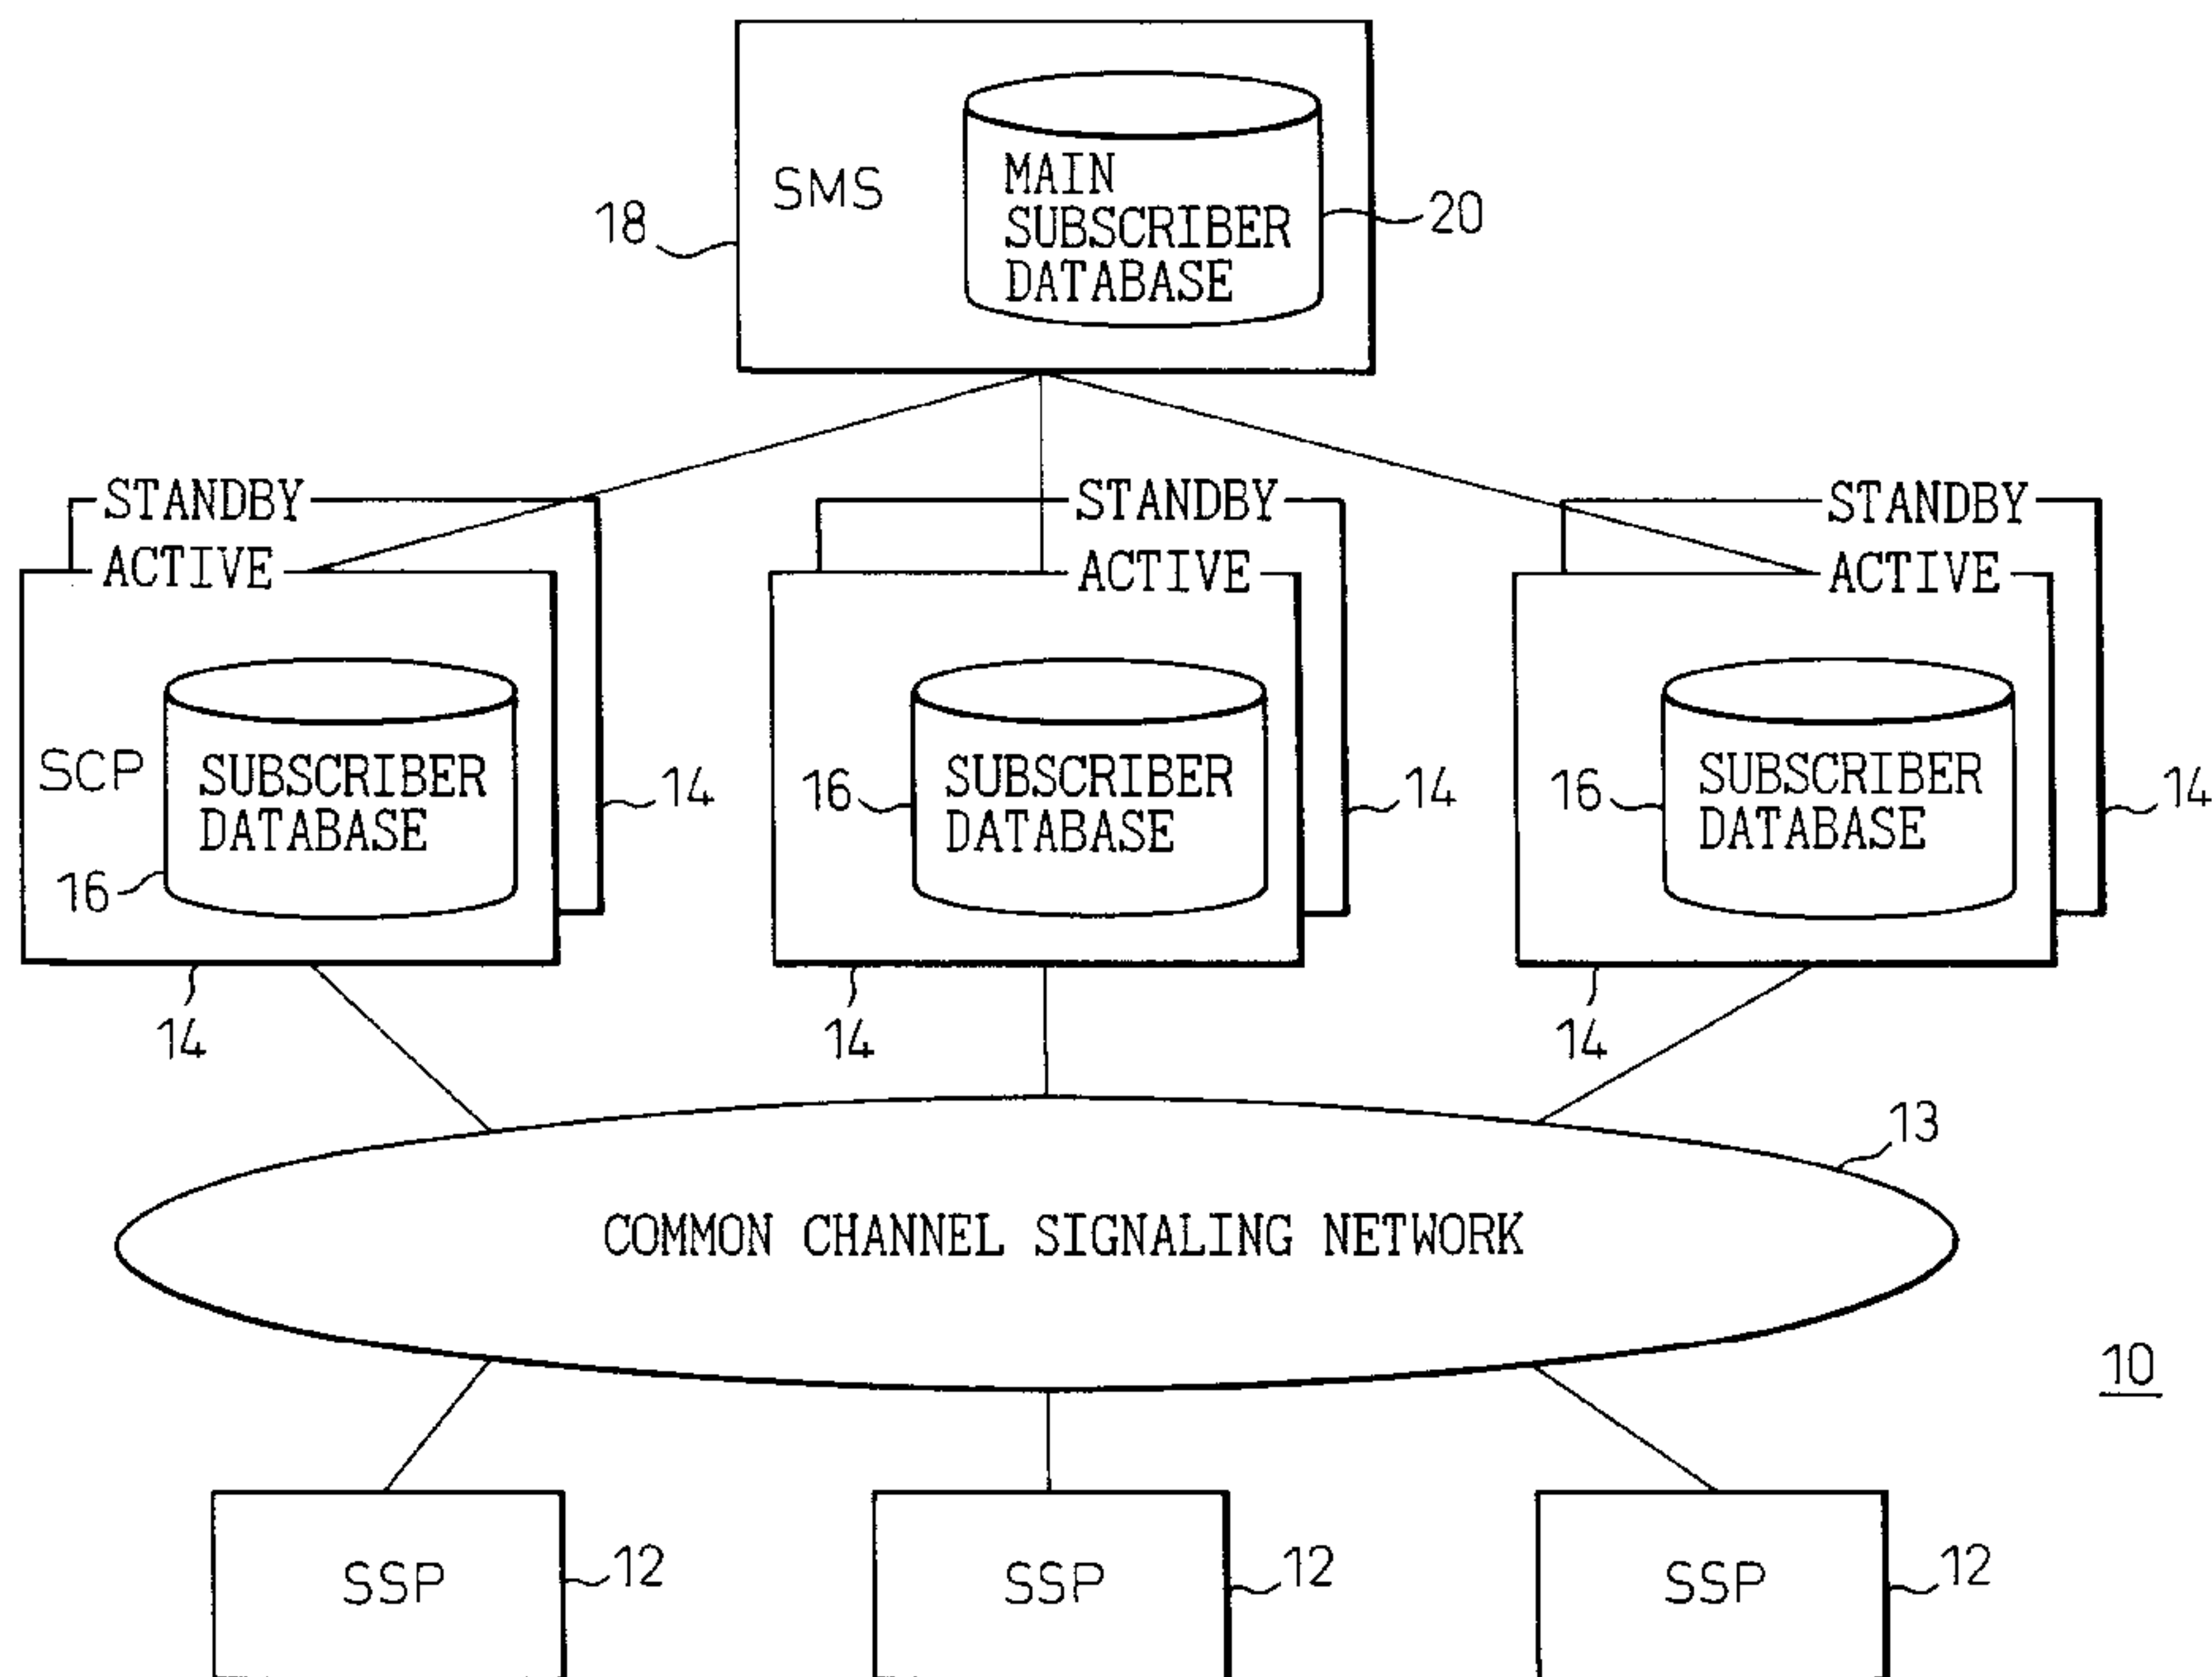 SMS
MAIN
SUBSCRIBER
DATABASE
18
20
STANDBY
ACTIVE
STANDBY
ACTIVE
STANDBY
ACTIVE
SCP
SUBSCRIBER
DATABASE
16
14
14
16
SUBSCRIBER
DATABASE
14
14
16
SUBSCRIBER
DATABASE
14
14
13
COMMON CHANNEL SIGNALING NETWORK
10
SSP
12
SSP
12
SSP
12